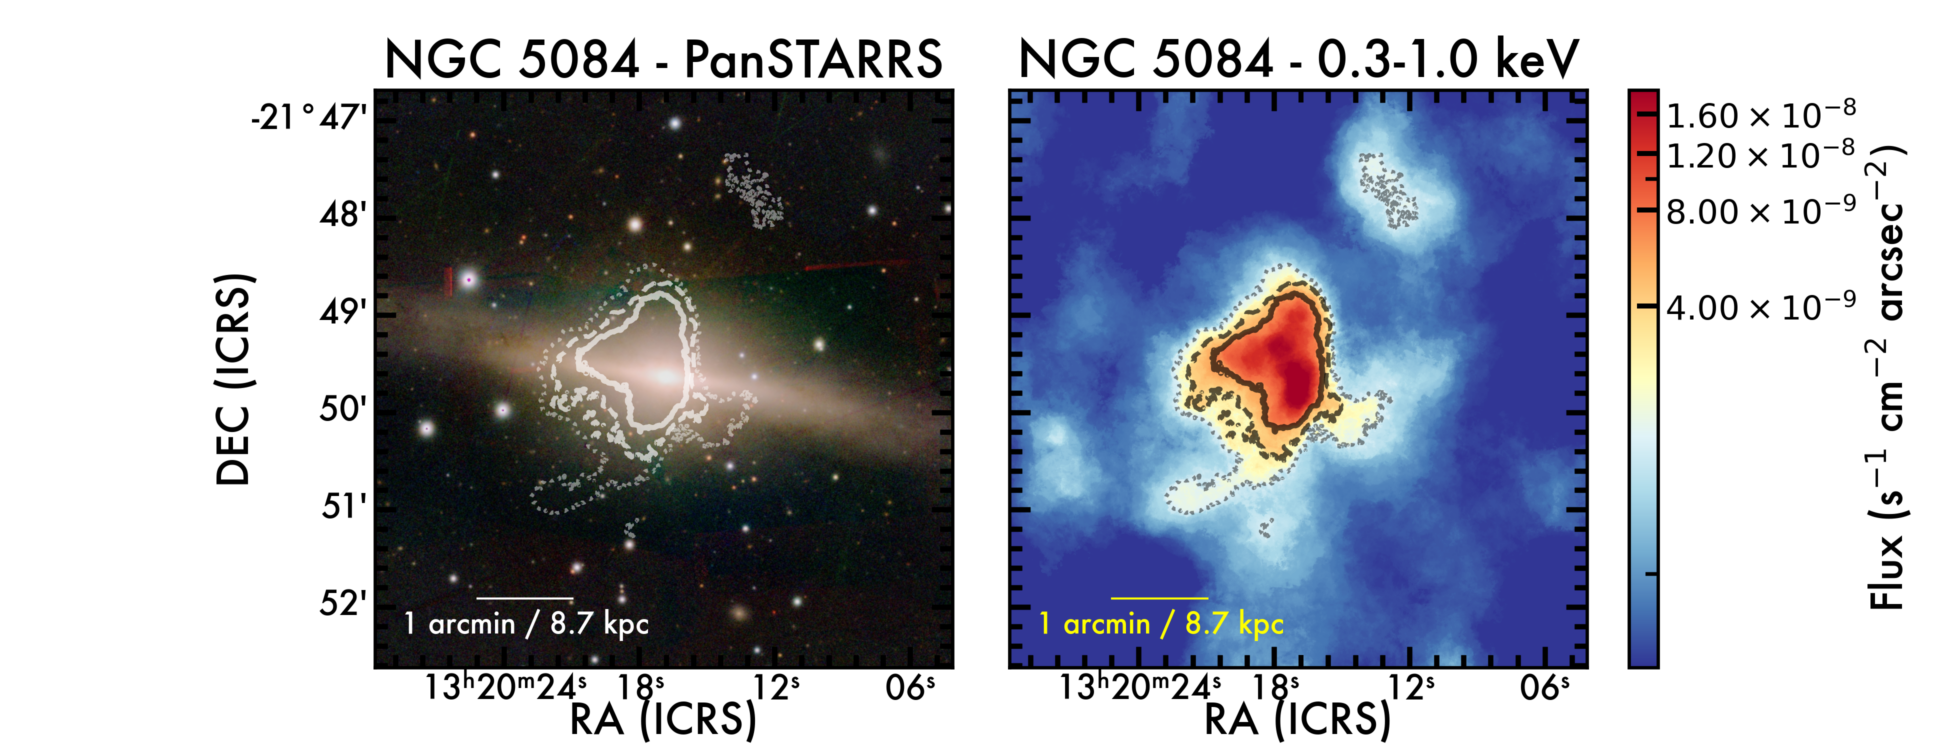 NGC 5084 - PanSTARRS
NGC 5084 - 0.3-1.0 keV
-21°47'
48'
49'
50'
51'
52'
DEC (ICRS)
1 arcmin / 8.7 kpc
13ʰ20ᵐ24ˢ
18ˢ
12ˢ
06ˢ
RA (ICRS)
1 arcmin / 8.7 kpc
13ʰ20ᵐ24ˢ
18ˢ
12ˢ
06ˢ
RA (ICRS)
1.60 × 10⁻⁸
1.20 × 10⁻⁸
8.00 × 10⁻⁹
4.00 × 10⁻⁹
Flux (s⁻¹ cm⁻² arcsec⁻²)